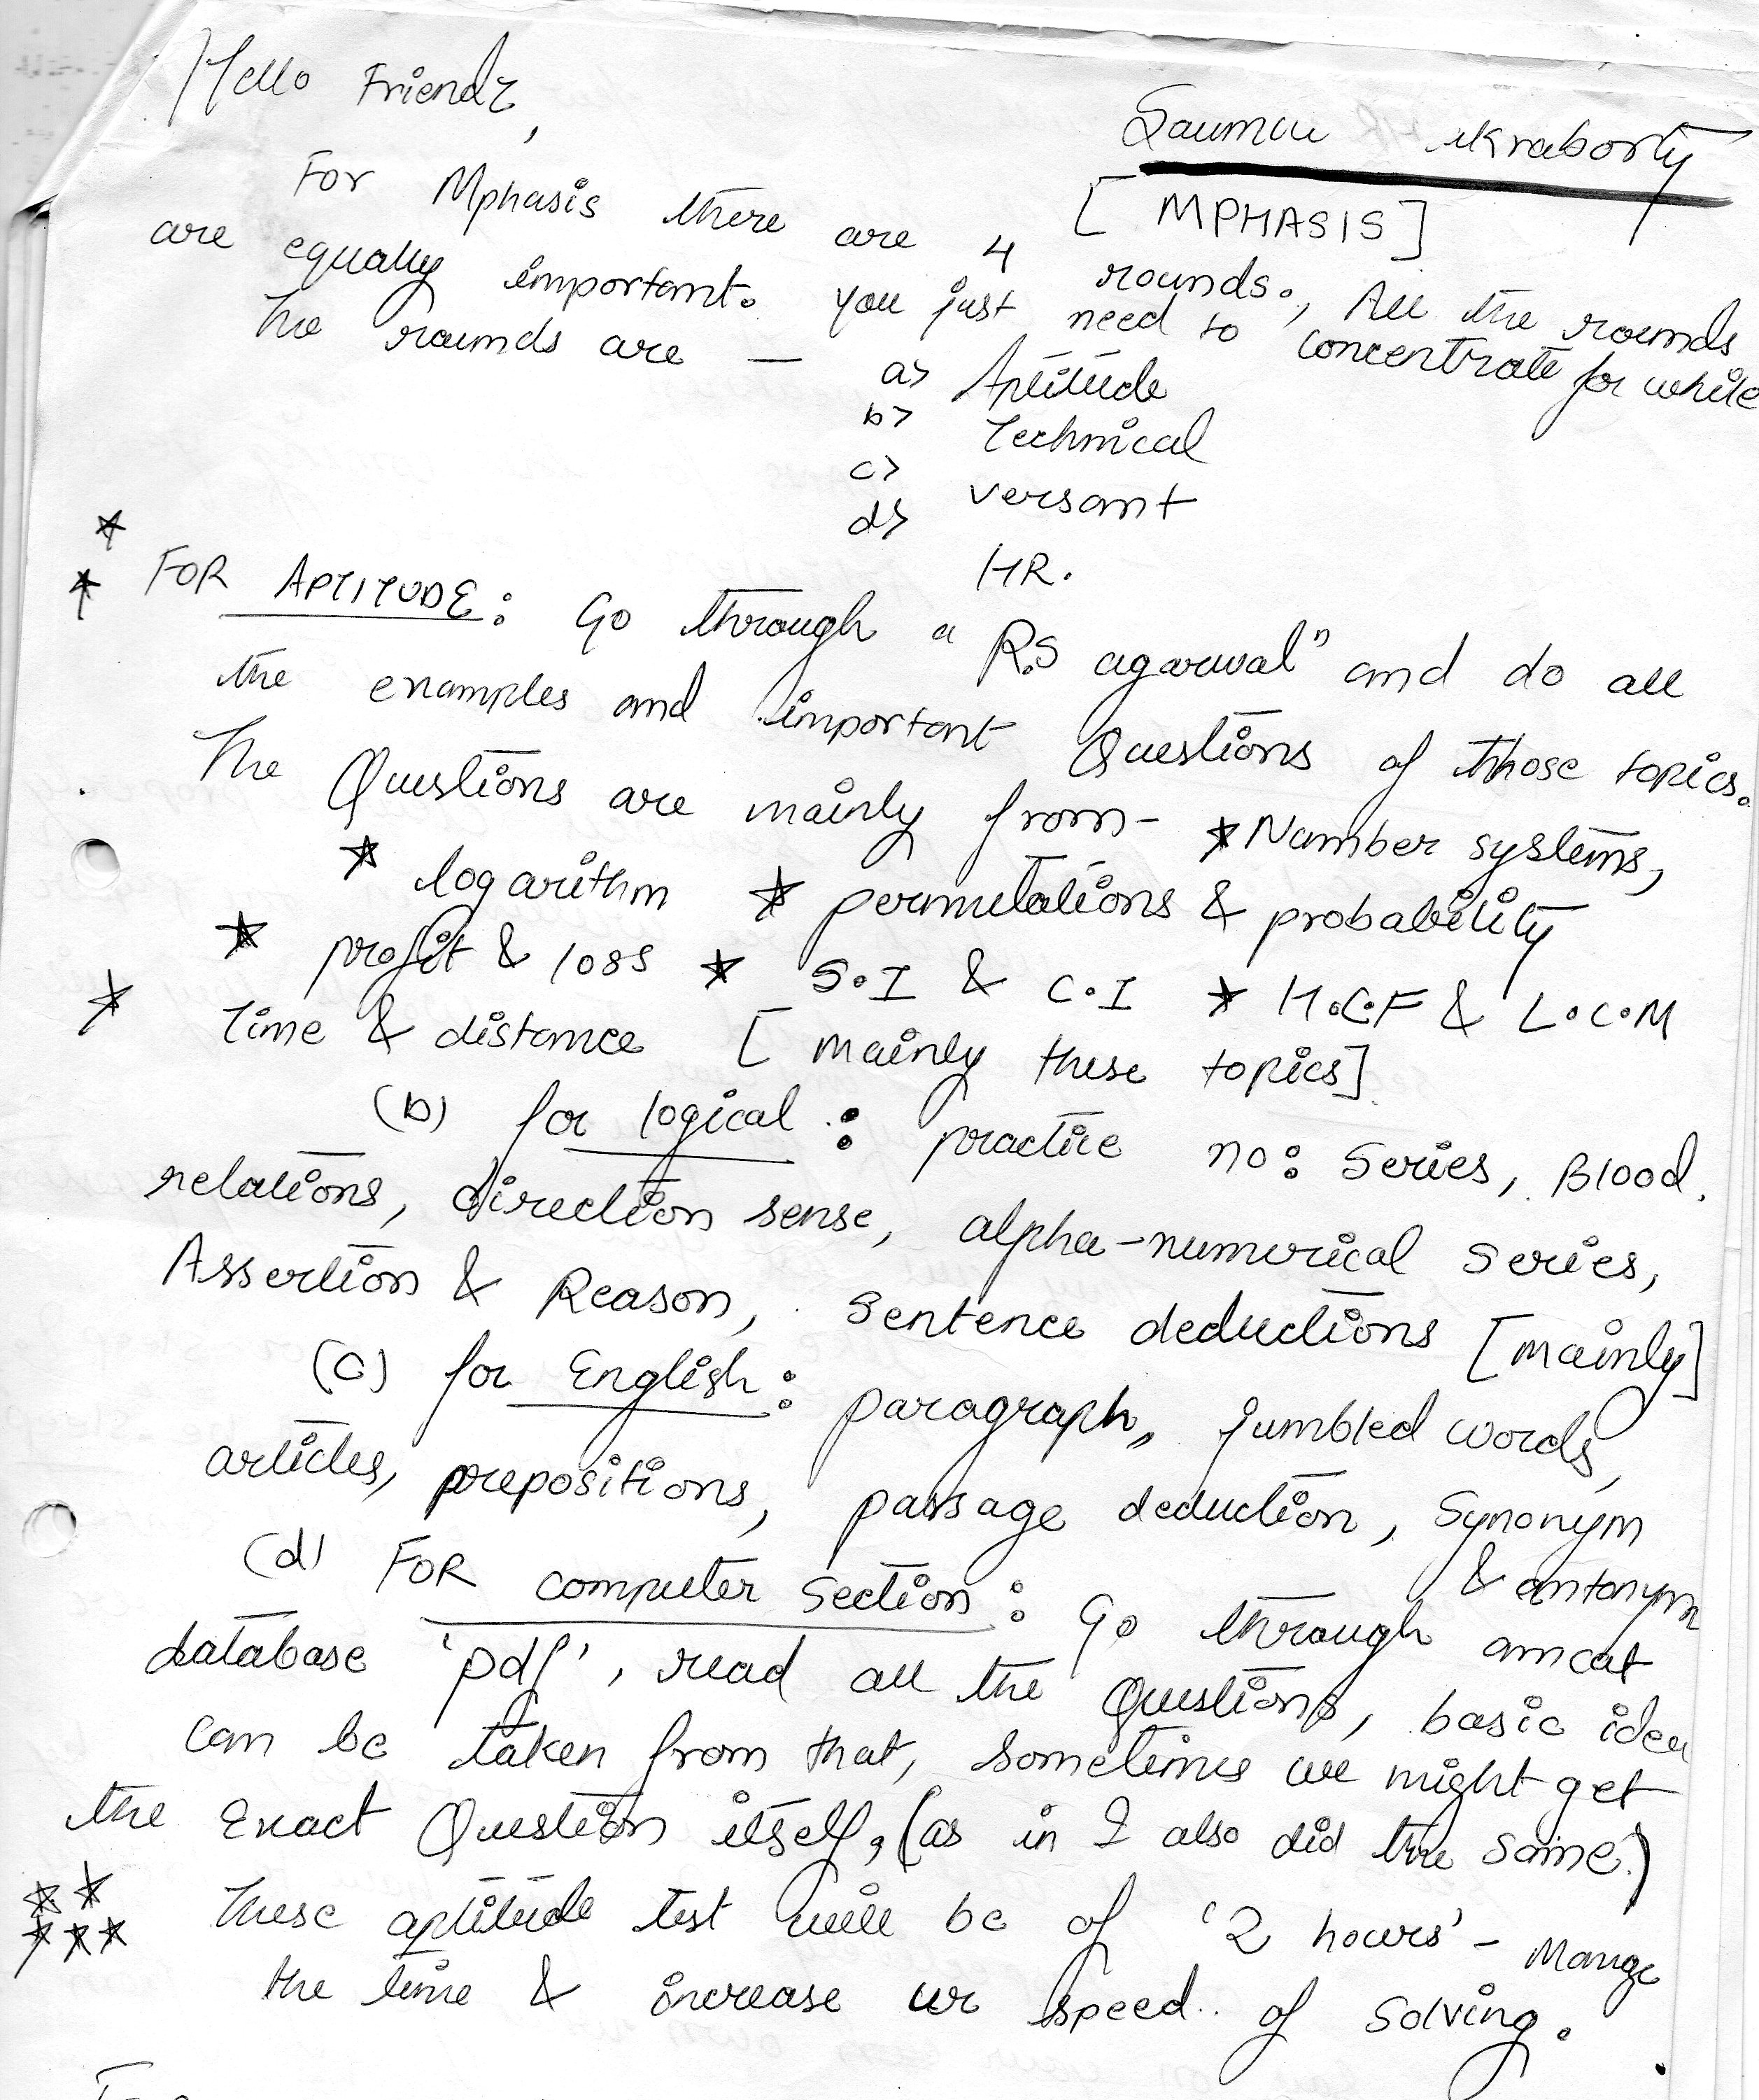 Hello Friendz,
[MPHASIS]
For Mphasis there are 4 rounds., All the rounds
are equally important. You just need to concentrate for while
The rounds are — a> Aptitude
b> Technical
c> versant
d> HR.
* FOR APTITUDE: Go through "R.S agarwal" and do all
* the examples and important Questions of those topics.
The Questions are mainly from- *Number systems,
* logarithm * permutations & probability
* profit & loss * S.I & C.I * H.C.F & L.C.M
* Time & distance [mainly these topics]
(b) for logical: practice no: Series, Blood
relations, direction sense, alpha-numerical series,
Assertion & Reason, sentence deductions [mainly]
(c) for English: paragraph, jumbled words,
articles, prepositions, passage deduction, synonym
& antonym
(d) FOR computer section: Go through amcat
database 'pdf', read all the Questions, basic idea
can be taken from that, sometimes we might get
the Exact Question itself, (as in I also did the same.)
** These aptitude test will be of '2 hours' - Mange
*** the time & increase ur speed.. of solving.